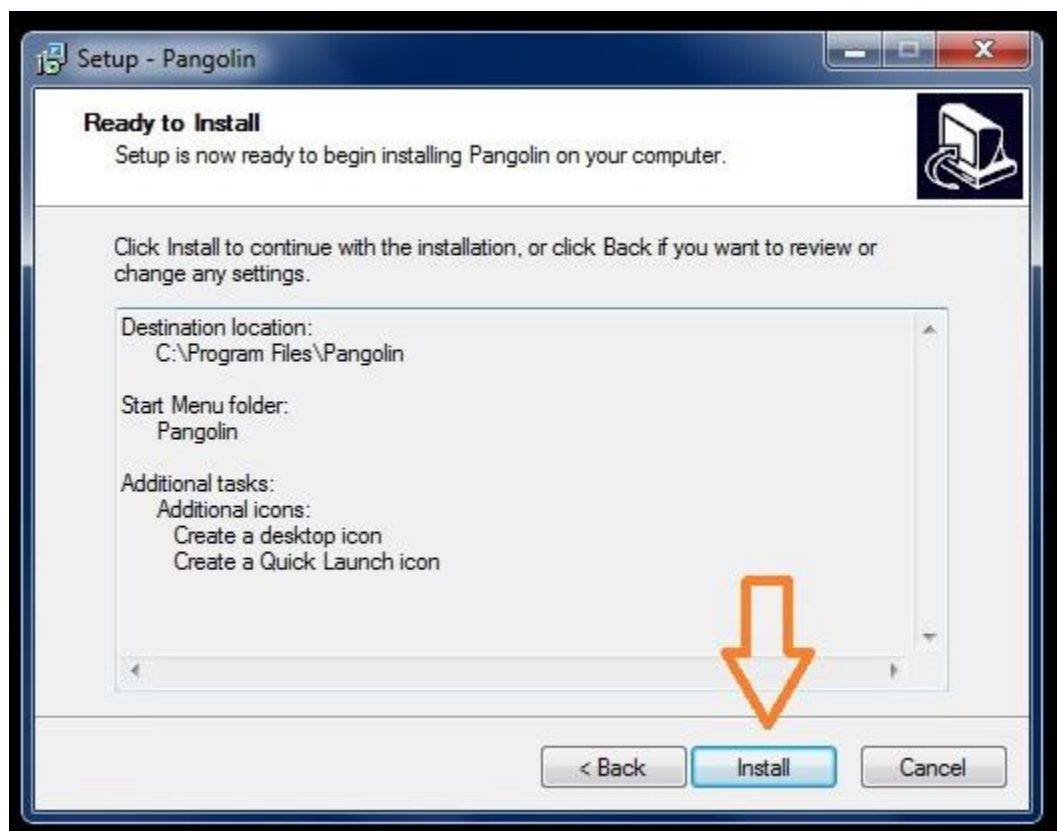 Setup - Pangolin
Ready to Install
Setup is now ready to begin installing Pangolin on your computer.
Click Install to continue with the installation, or click Back if you want to review or
change any settings.
Destination location:
C:\Program Files\Pangolin
Start Menu folder:
Pangolin
Additional tasks:
Additional icons:
Create a desktop icon
Create a Quick Launch icon
< Back
Install
Cancel